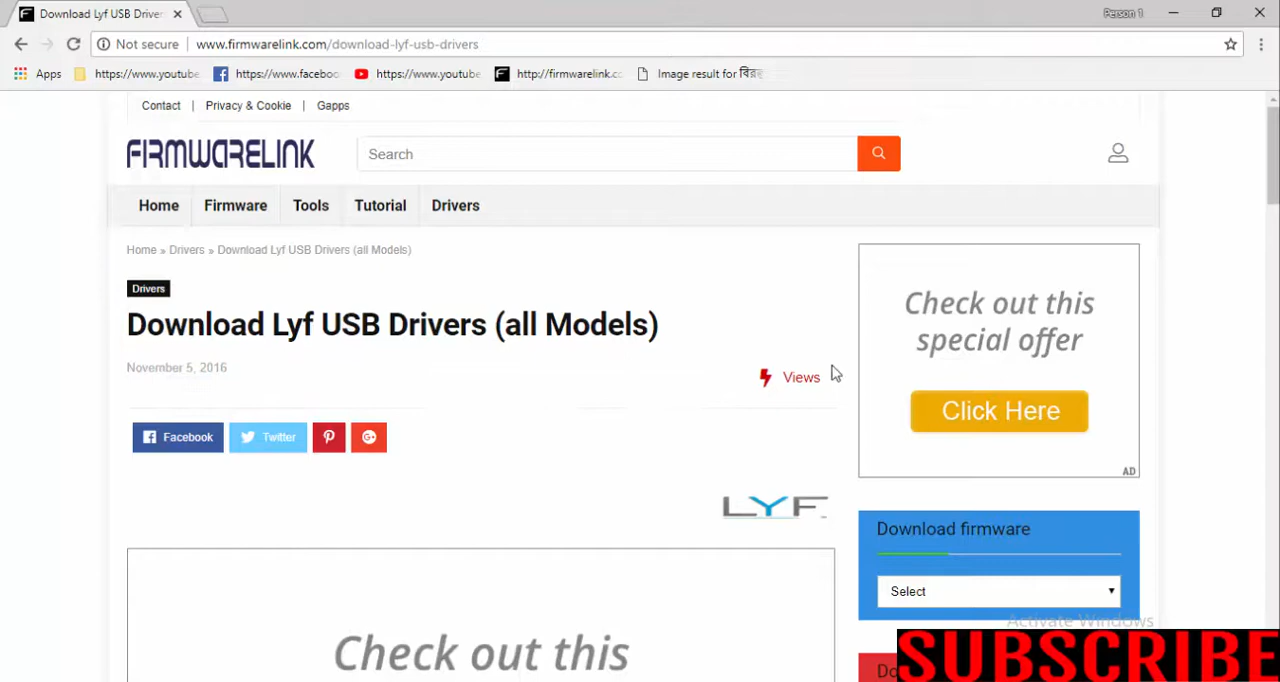 Download Lyf USB Driver
Person 1
Not secure
www.firmwarelink.com/download-lyf-usb-drivers
Apps
https://www.youtube
https://www.faceboo
https://www.youtube
http://firmwarelink.cc
Image result for বির
Contact | Privacy & Cookie | Gapps
FIRMWARELINK
Search
Home
Firmware
Tools
Tutorial
Drivers
Home » Drivers » Download Lyf USB Drivers (all Models)
Drivers
Download Lyf USB Drivers (all Models)
November 5, 2016
Views
Facebook
Twitter
LYF
Check out this
Check out this
special offer
Click Here
AD
Download firmware
Select
Activate Windows
SUBSCRIBE